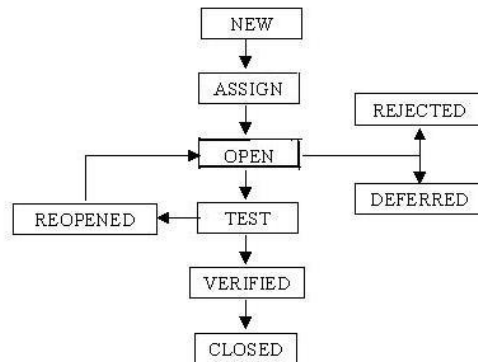 NEW
ASSIGN
REJECTED
OPEN
DEFERRED
REOPENED
TEST
VERIFIED
CLOSED